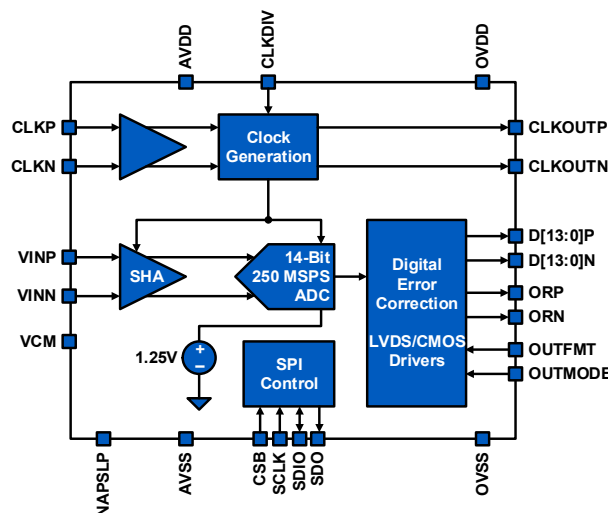 AVDD
CLKDIV
OVDD
CLKP
CLKN
Clock
Generation
CLKOUTP
CLKOUTN
VINP
VINN
SHA
14-Bit
250 MSPS
ADC
Digital
Error
Correction
LVDS/CMOS
Drivers
D[13:0]P
D[13:0]N
ORP
ORN
OUTFMT
OUTMODE
VCM
1.25V
+
–
SPI
Control
NAPSLP
AVSS
CSB
SCLK
SDIO
SDO
OVSS